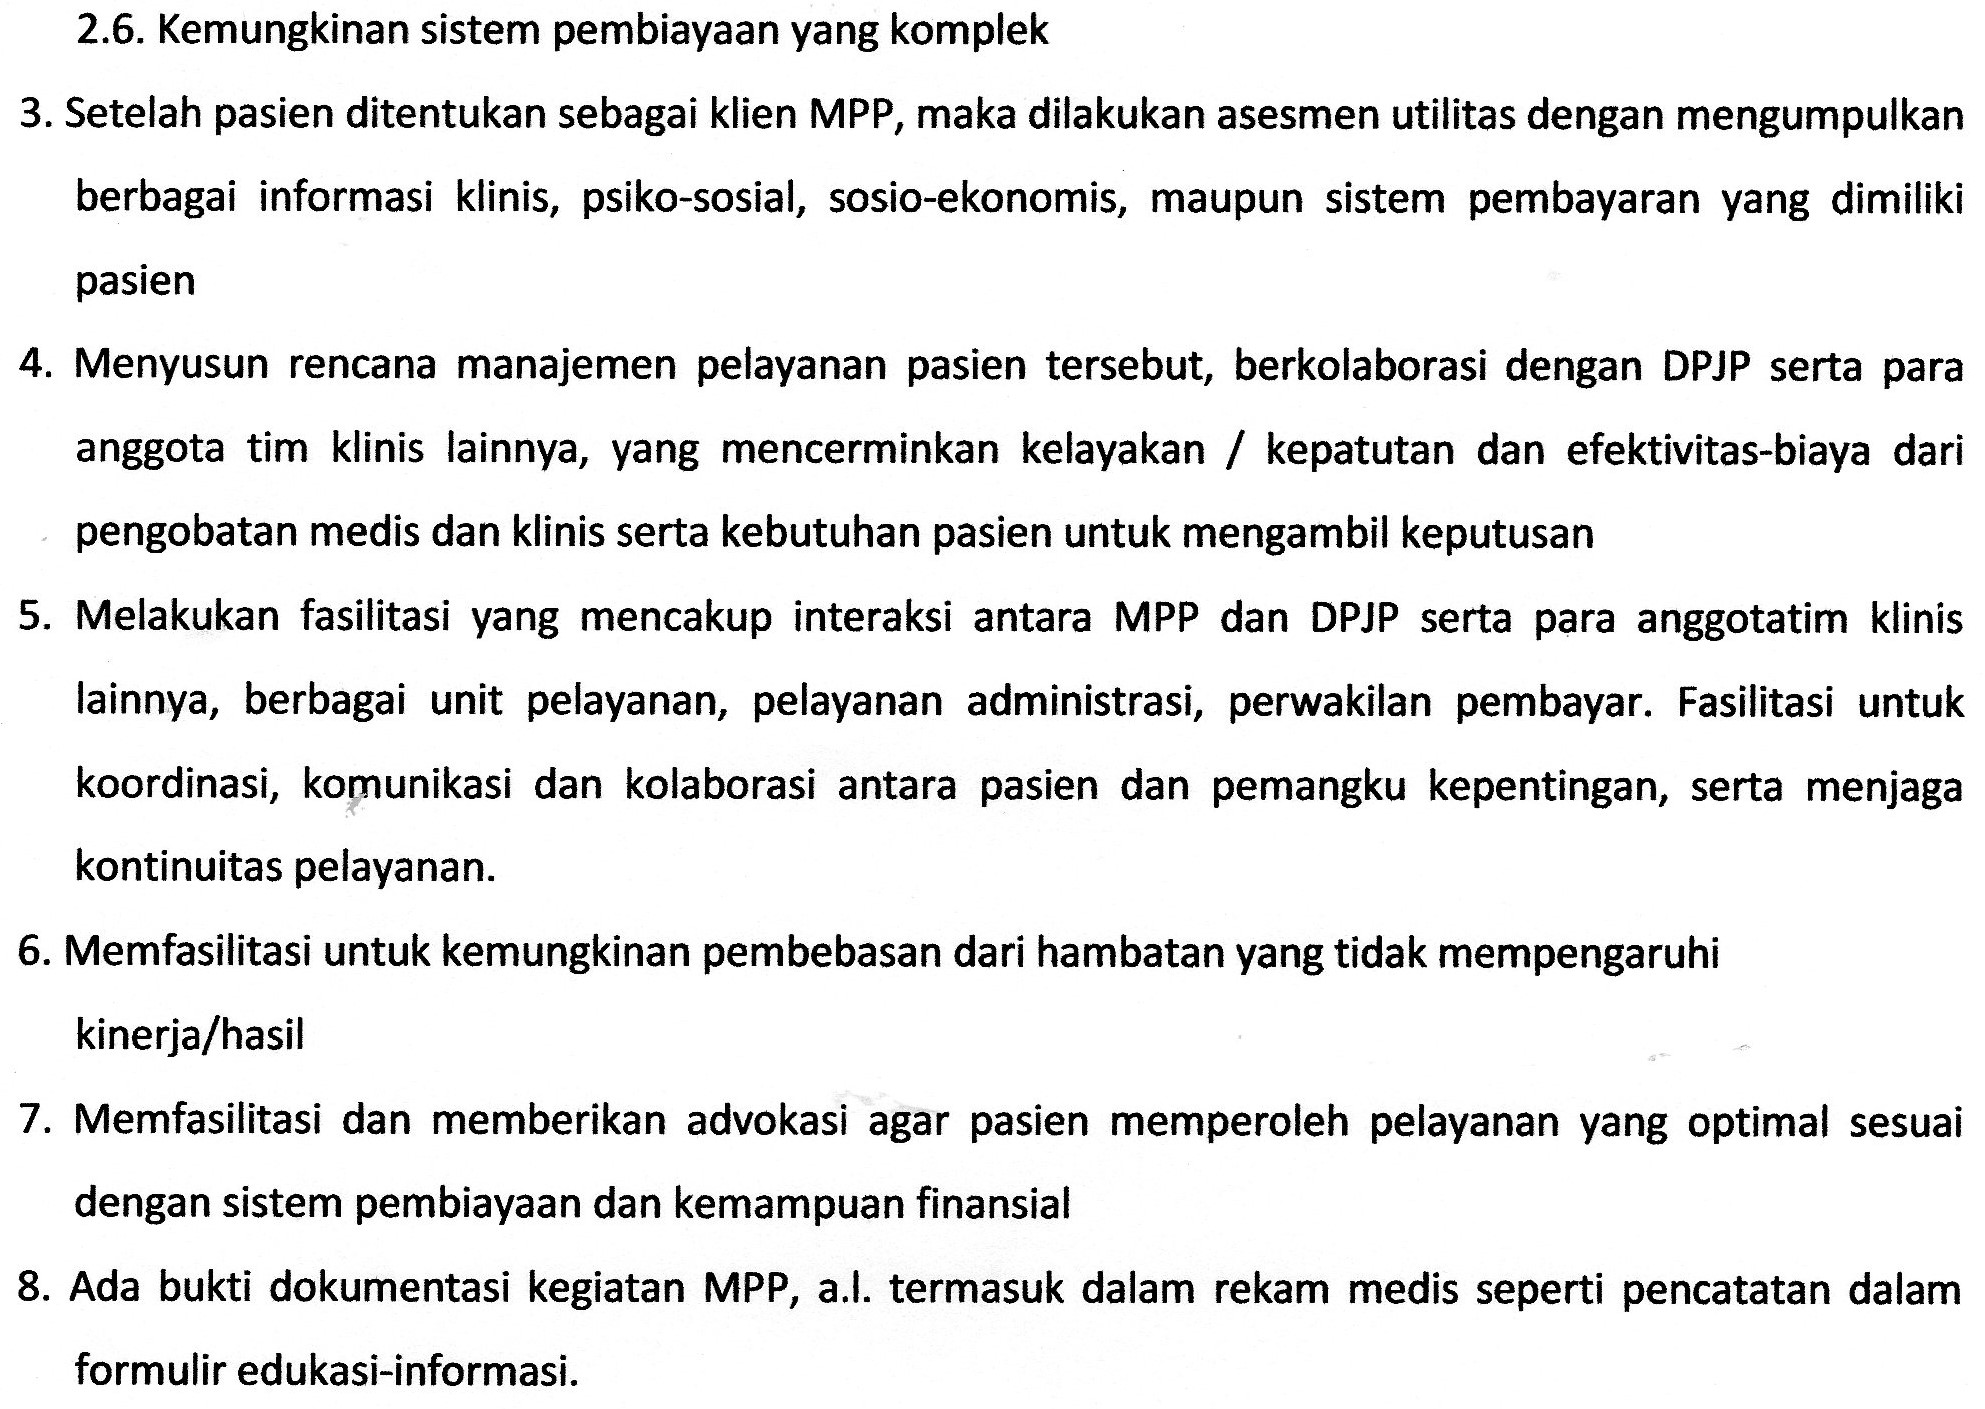 2.6. Kemungkinan sistem pembiayaan yang komplek
3. Setelah pasien ditentukan sebagai klien MPP, maka dilakukan asesmen utilitas dengan mengumpulkan
berbagai informasi klinis, psiko-sosial, sosio-ekonomis, maupun sistem pembayaran yang dimiliki
pasien
4. Menyusun rencana manajemen pelayanan pasien tersebut, berkolaborasi dengan DPJP serta para
anggota tim klinis lainnya, yang mencerminkan kelayakan / kepatutan dan efektivitas-biaya dari
pengobatan medis dan klinis serta kebutuhan pasien untuk mengambil keputusan
5. Melakukan fasilitasi yang mencakup interaksi antara MPP dan DPJP serta para anggotatim klinis
lainnya, berbagai unit pelayanan, pelayanan administrasi, perwakilan pembayar. Fasilitasi untuk
koordinasi, komunikasi dan kolaborasi antara pasien dan pemangku kepentingan, serta menjaga
kontinuitas pelayanan.
6. Memfasilitasi untuk kemungkinan pembebasan dari hambatan yang tidak mempengaruhi
kinerja/hasil
7. Memfasilitasi dan memberikan advokasi agar pasien memperoleh pelayanan yang optimal sesuai
dengan sistem pembiayaan dan kemampuan finansial
8. Ada bukti dokumentasi kegiatan MPP, a.l. termasuk dalam rekam medis seperti pencatatan dalam
formulir edukasi-informasi.